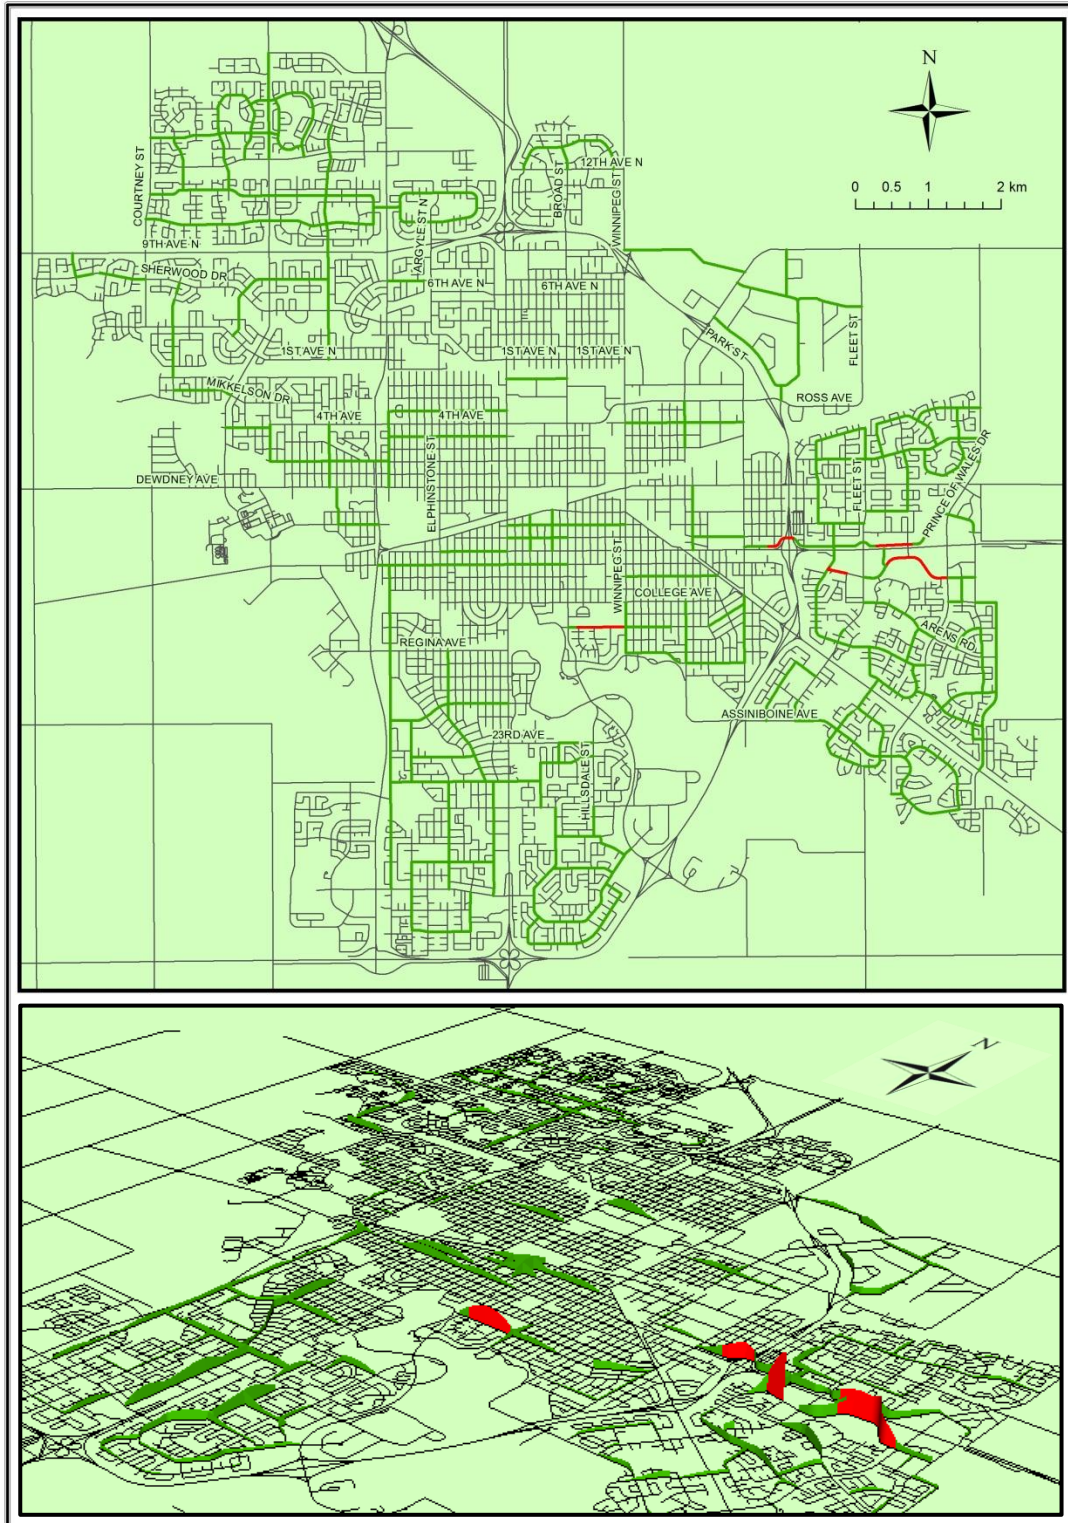 N
12TH AVE N
COURTNEY ST
BROAD ST
WINNIPEG ST
0 0.5 1 2 km
ARGYLE ST N
9TH AVE N
SHERWOOD DR
6TH AVE N
6TH AVE N
PARK ST
FLEET ST
1ST AVE N
1ST AVE N
1ST AVE N
MIKKELSON DR
ROSS AVE
4TH AVE
4TH AVE
ELPHINSTONE ST
DEWDNEY AVE
FLEET ST
PRINCE OF WALES DR
WINNIPEG ST
COLLEGE AVE
ARENS RD
REGINA AVE
ASSINIBOINE AVE
23RD AVE
HILLSDALE ST
N